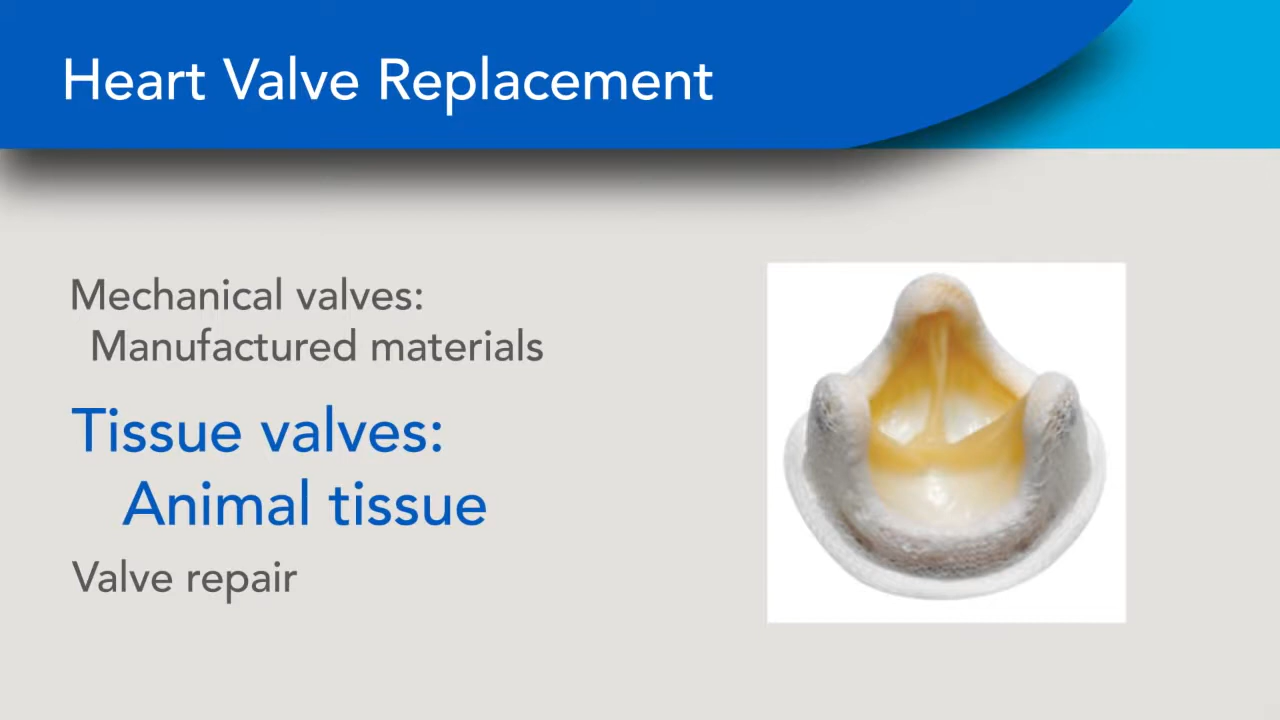 Heart Valve Replacement
Mechanical valves:
Manufactured materials
Tissue valves:
Animal tissue
Valve repair